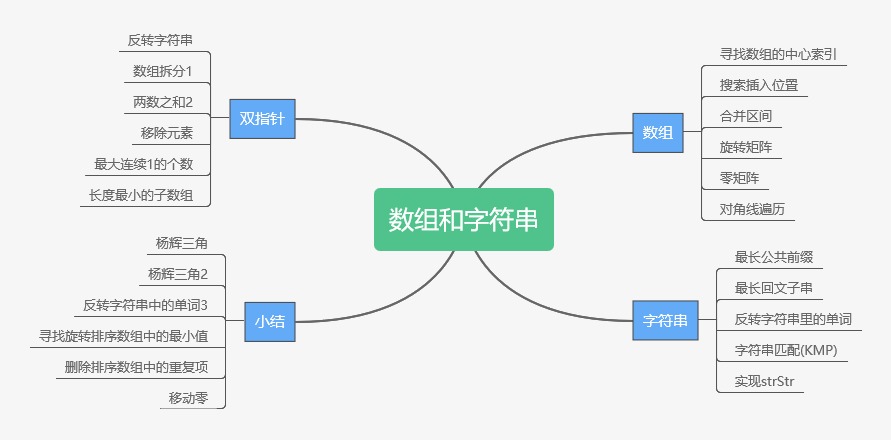 数组和字符串
双指针
反转字符串
数组拆分1
两数之和2
移除元素
最大连续1的个数
长度最小的子数组
数组
寻找数组的中心索引
搜索插入位置
合并区间
旋转矩阵
零矩阵
对角线遍历
小结
杨辉三角
杨辉三角2
反转字符串中的单词3
寻找旋转排序数组中的最小值
删除排序数组中的重复项
移动零
字符串
最长公共前缀
最长回文子串
反转字符串里的单词
字符串匹配(KMP)
实现strStr